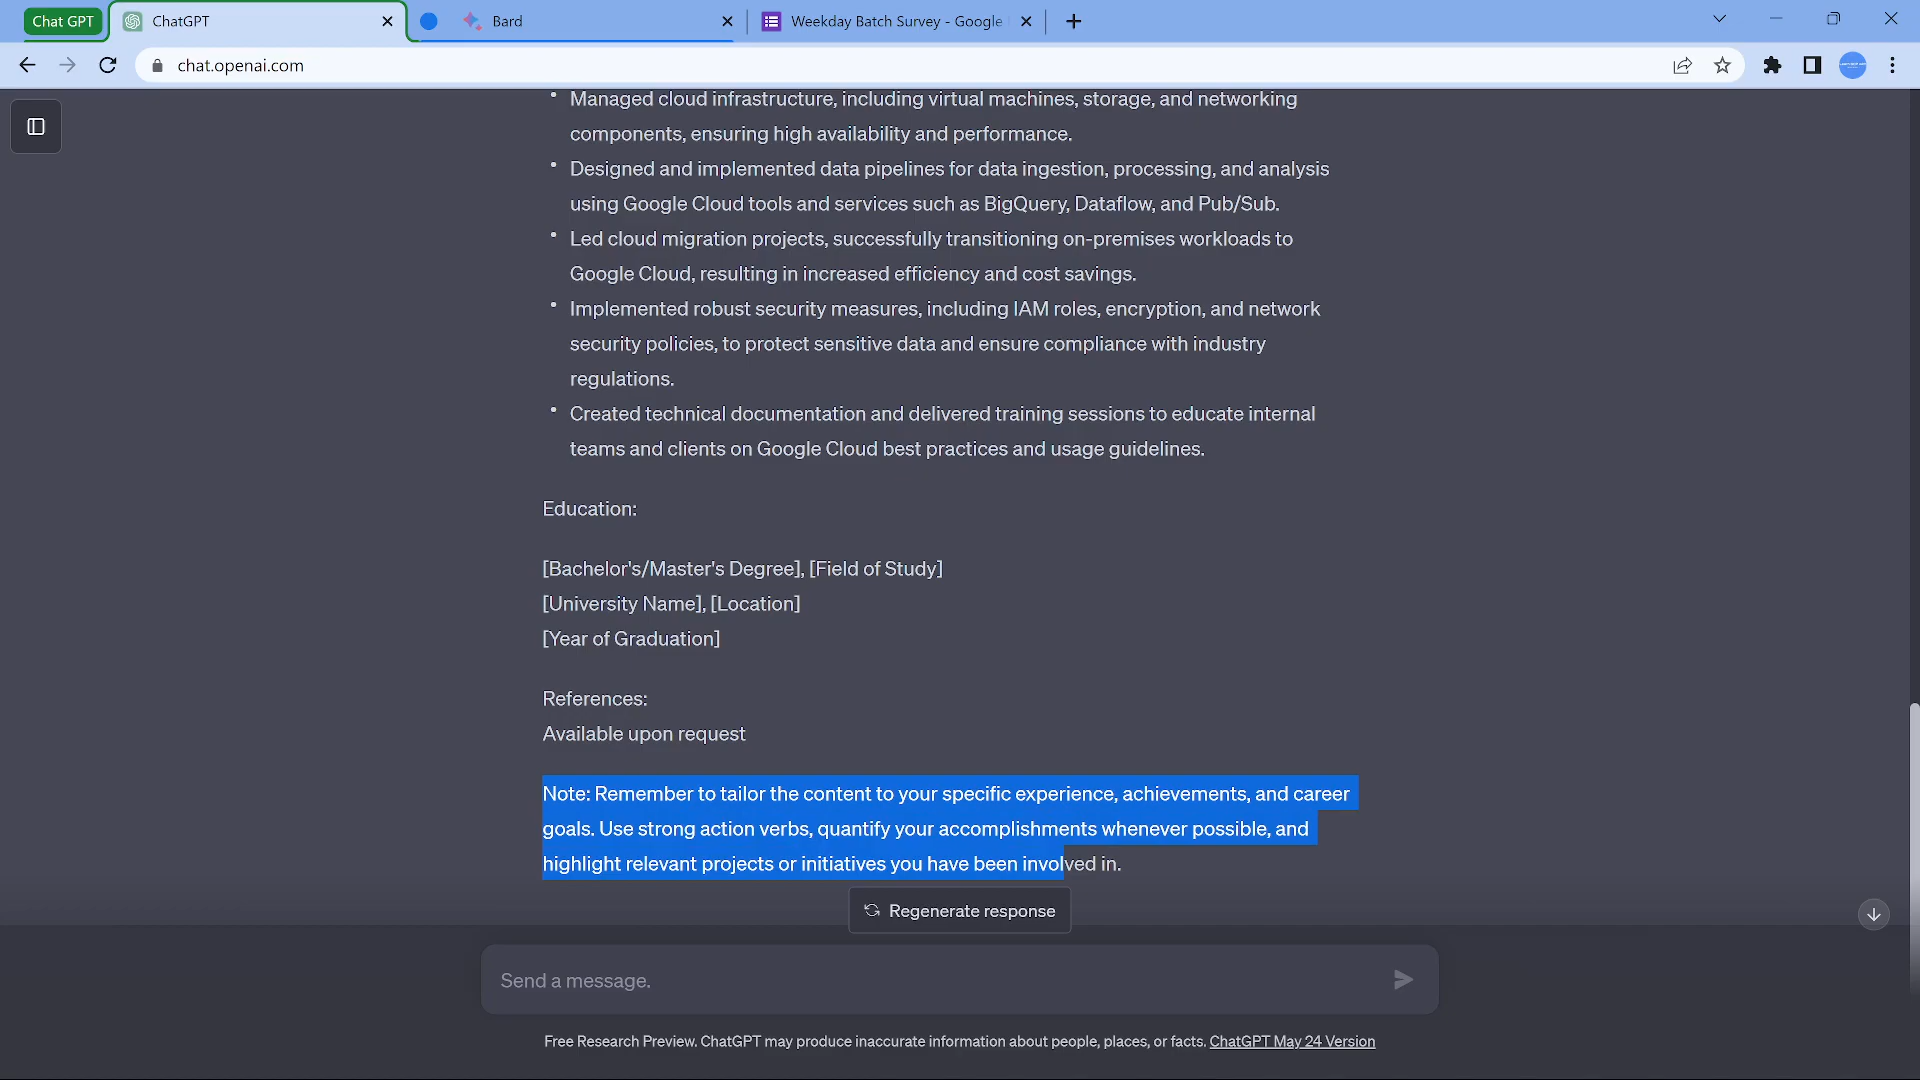 Chat GPT
ChatGPT
Bard
Weekday Batch Survey - Google
chat.openai.com
• Managed cloud infrastructure, including virtual machines, storage, and networking
components, ensuring high availability and performance.
• Designed and implemented data pipelines for data ingestion, processing, and analysis
using Google Cloud tools and services such as BigQuery, Dataflow, and Pub/Sub.
• Led cloud migration projects, successfully transitioning on-premises workloads to
Google Cloud, resulting in increased efficiency and cost savings.
• Implemented robust security measures, including IAM roles, encryption, and network
security policies, to protect sensitive data and ensure compliance with industry
regulations.
• Created technical documentation and delivered training sessions to educate internal
teams and clients on Google Cloud best practices and usage guidelines.
Education:
[Bachelor's/Master's Degree], [Field of Study]
[University Name], [Location]
[Year of Graduation]
References:
Available upon request
Note: Remember to tailor the content to your specific experience, achievements, and career
goals. Use strong action verbs, quantify your accomplishments whenever possible, and
highlight relevant projects or initiatives you have been involved in.
Regenerate response
Send a message.
Free Research Preview. ChatGPT may produce inaccurate information about people, places, or facts. ChatGPT May 24 Version